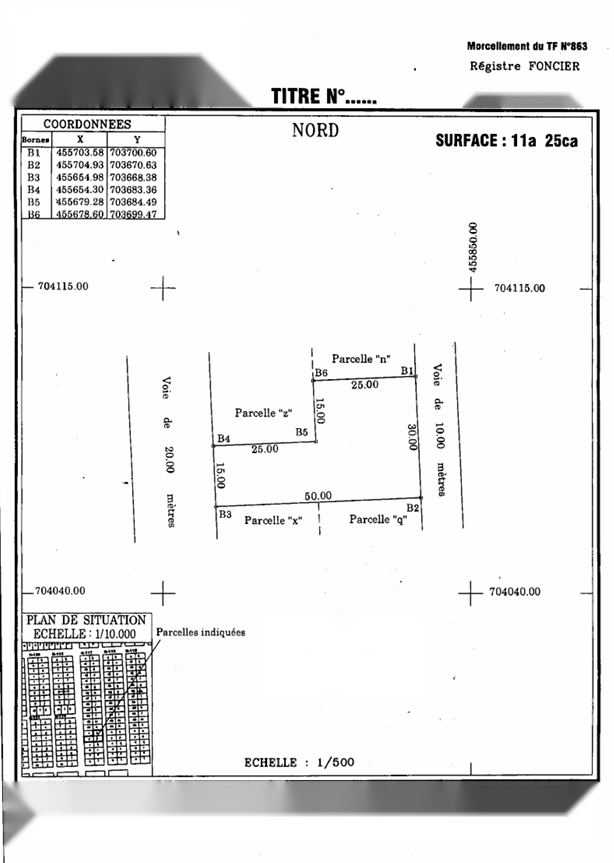 Morcellement du TF N°863
Régistre FONCIER
TITRE N°......
COORDONNEES
Bornes X Y
B1 455703.58 703700.60
B2 455704.93 703670.63
B3 455654.98 703668.38
B4 455654.30 703683.36
B5 455679.28 703684.49
B6 455678.60 703699.47
NORD
SURFACE : 11a 25ca
455850.00
704115.00
704115.00
Parcelle "n"
B6
B1
25.00
Voie de 20.00 mètres
Voie de 10.00 mètres
15.00
Parcelle "z"
B5
B4
25.00
30.00
15.00
50.00
B3
B2
Parcelle "x"
Parcelle "q"
704040.00
704040.00
PLAN DE SITUATION
ECHELLE : 1/10.000
Parcelles indiquées
ECHELLE : 1/500